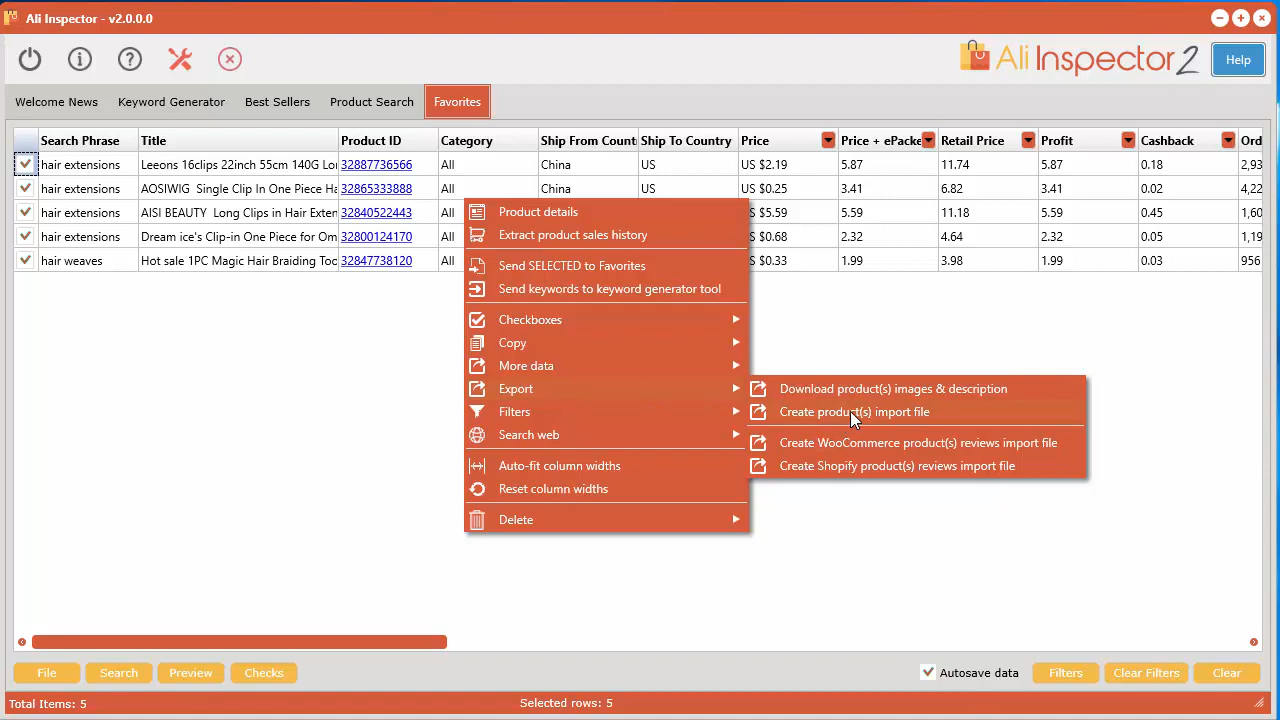 Ali Inspector - v2.0.0.0
Ali Inspector 2 Help
Welcome News Keyword Generator Best Sellers Product Search Favorites
Search Phrase Title Product ID Category Ship From Count Ship To Country Price Price + ePacke Retail Price Profit Cashback Ord
hair extensions Leeons 16clips 22inch 55cm 140G Lo 32887736566 All China US US $2.19 5.87 11.74 5.87 0.18 2,93
hair extensions AOSIWIG Single Clip In One Piece Ha 32865333888 All China US US $0.25 3.41 6.82 3.41 0.02 4,22
hair extensions AISI BEAUTY Long Clips in Hair Exten 32840522443 All S $5.59 5.59 11.18 5.59 0.45 1,60
hair extensions Dream ice's Clip-in One Piece for Om 32800124170 All S $0.68 2.32 4.64 2.32 0.05 1,19
hair weaves Hot sale 1PC Magic Hair Braiding Too 32847738120 All S $0.33 1.99 3.98 1.99 0.03 956
Product details
Extract product sales history
Send SELECTED to Favorites
Send keywords to keyword generator tool
Checkboxes
Copy
More data
Export
Filters
Search web
Auto-fit column widths
Reset column widths
Delete
Download product(s) images & description
Create product(s) import file
Create WooCommerce product(s) reviews import file
Create Shopify product(s) reviews import file
File Search Preview Checks Autosave data Filters Clear Filters Clear
Total Items: 5 Selected rows: 5